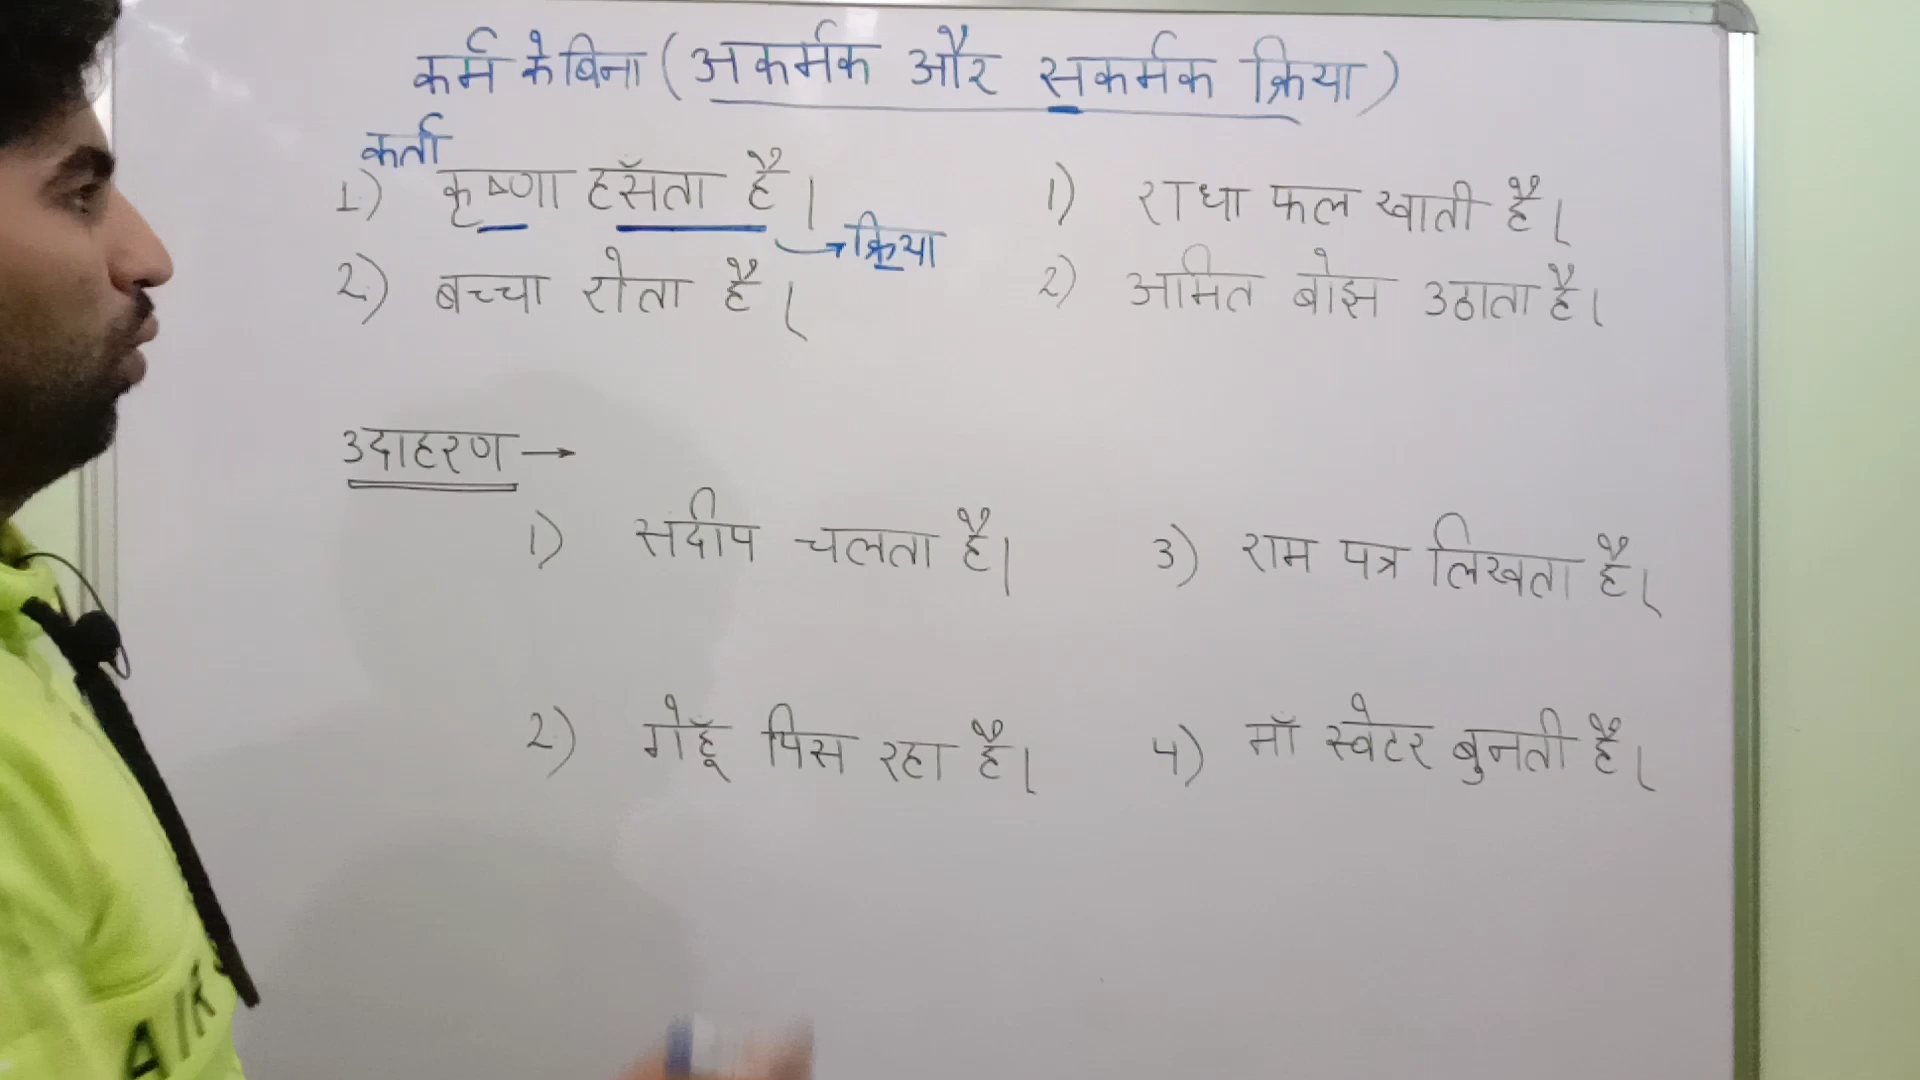 कर्म के बिना (अकर्मक और सकर्मक क्रिया)
कर्ता
1) कृष्णा हँसता है।
क्रिया
2) बच्चा रोता है।
1) राधा फल खाती है।
2) अमित बोझ उठाता है।
उदाहरण →
1) संदीप चलता है।
2) गेहूँ पिस रहा है।
3) राम पत्र लिखता है।
4) माँ स्वेटर बुनती है।
AIR